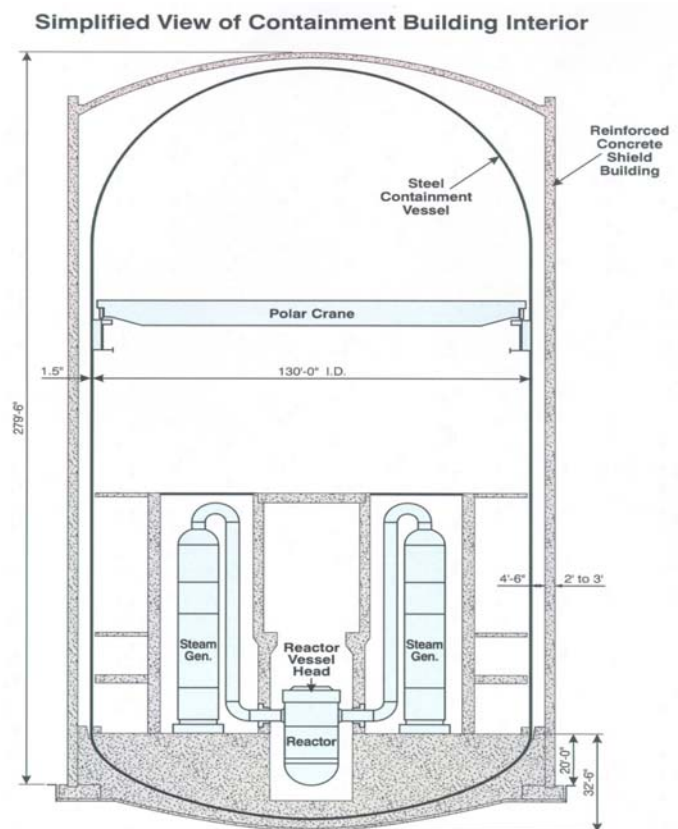 Simplified View of Containment Building Interior
Reinforced
Concrete
Shield
Building
Steel
Containment
Vessel
Polar Crane
1.5"
130'-0" I.D.
279'-6"
4'-6"
2' to 3'
Steam
Gen.
Reactor
Vessel
Head
Steam
Gen.
Reactor
20'-0"
32'-6"